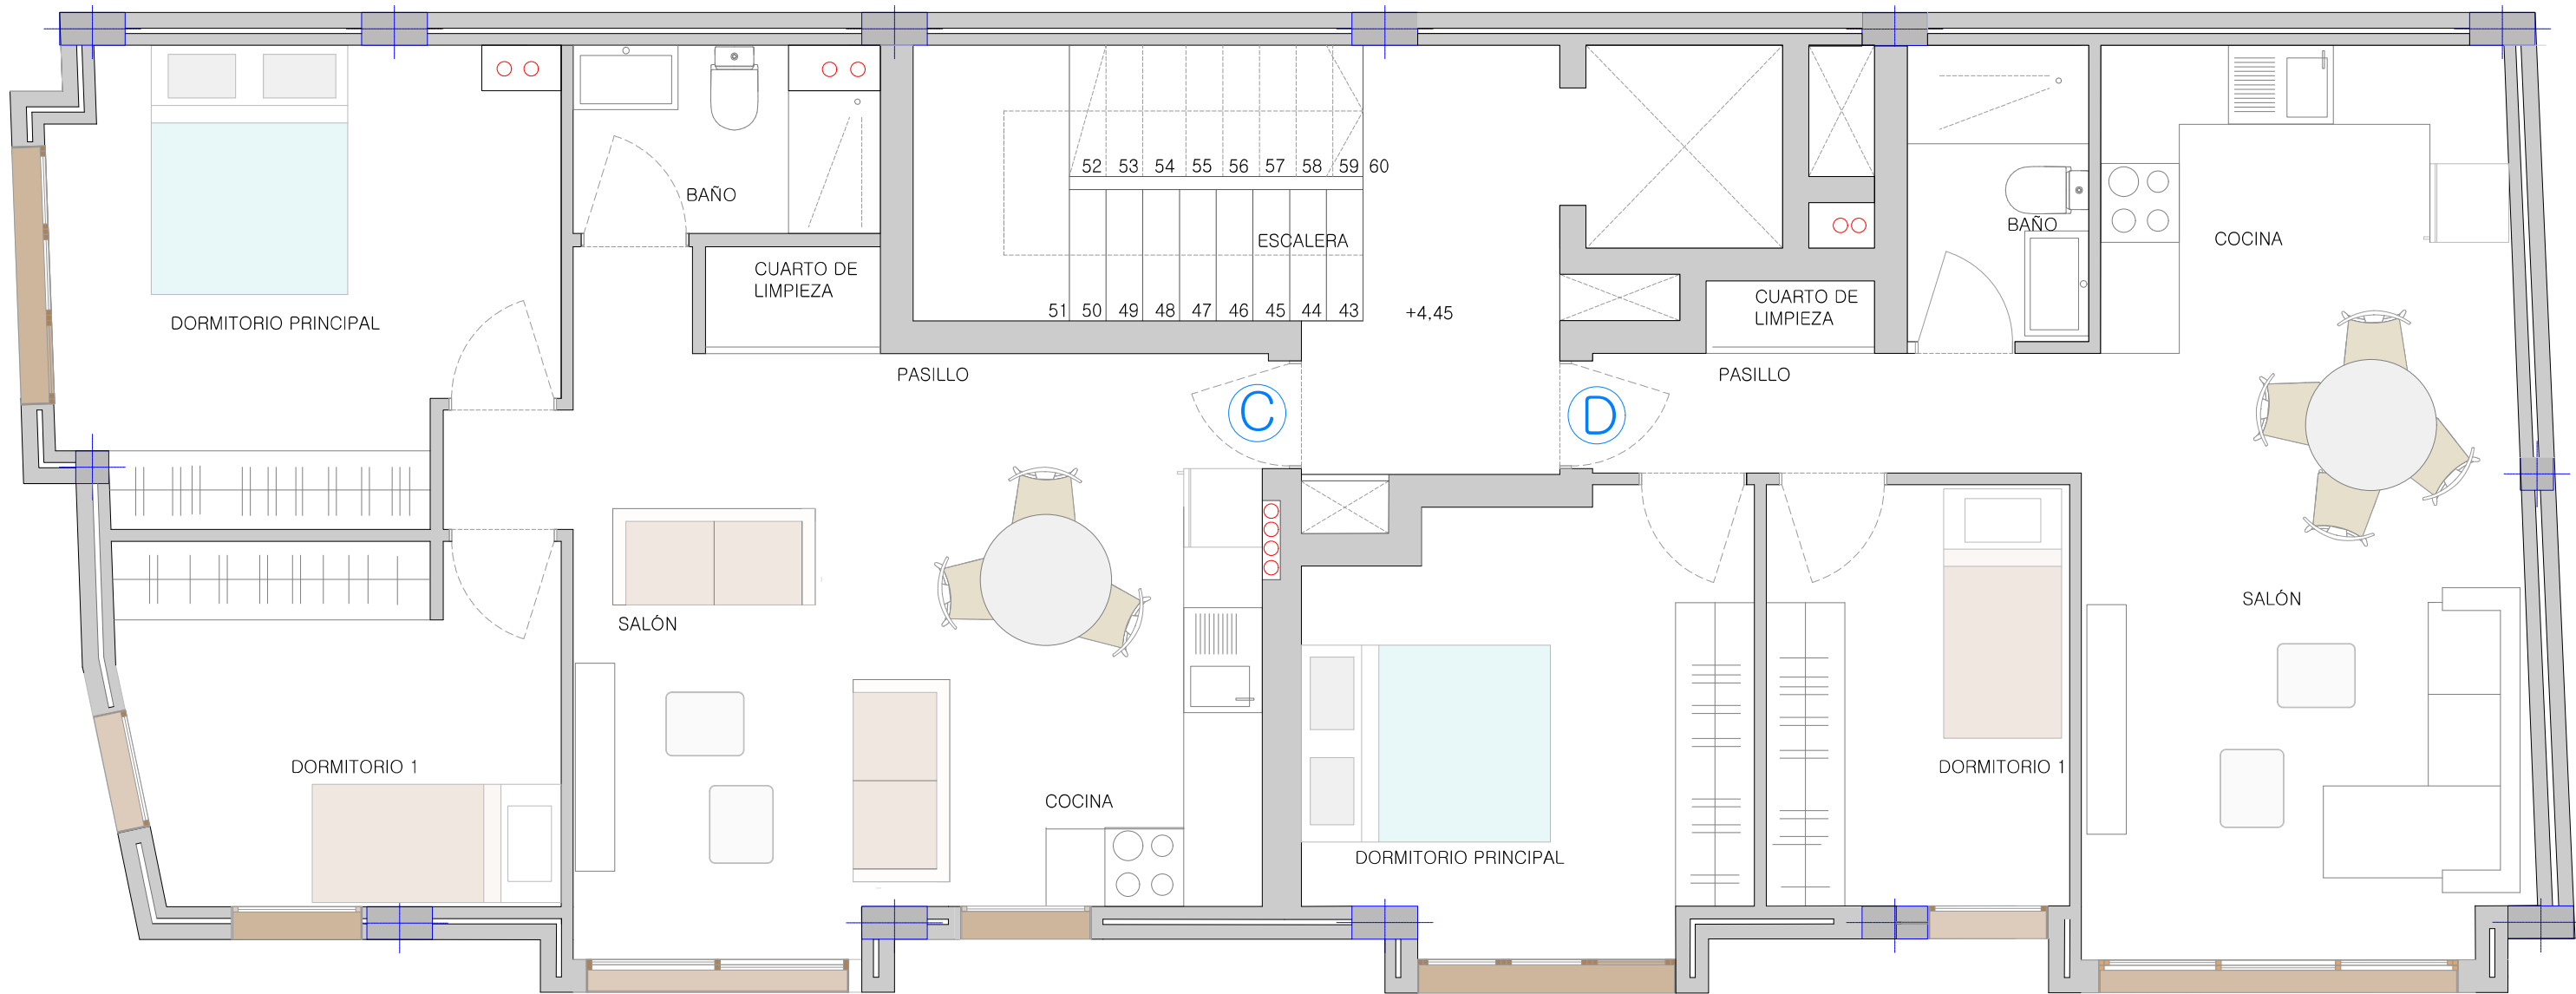 52 53 54 55 56 57 58 59 60
BAÑO
BAÑO
ESCALERA
COCINA
CUARTO DE
LIMPIEZA
CUARTO DE
LIMPIEZA
51 50 49 48 47 46 45 44 43
+4,45
DORMITORIO PRINCIPAL
PASILLO
PASILLO
C
D
SALÓN
SALÓN
DORMITORIO 1
DORMITORIO 1
COCINA
DORMITORIO PRINCIPAL